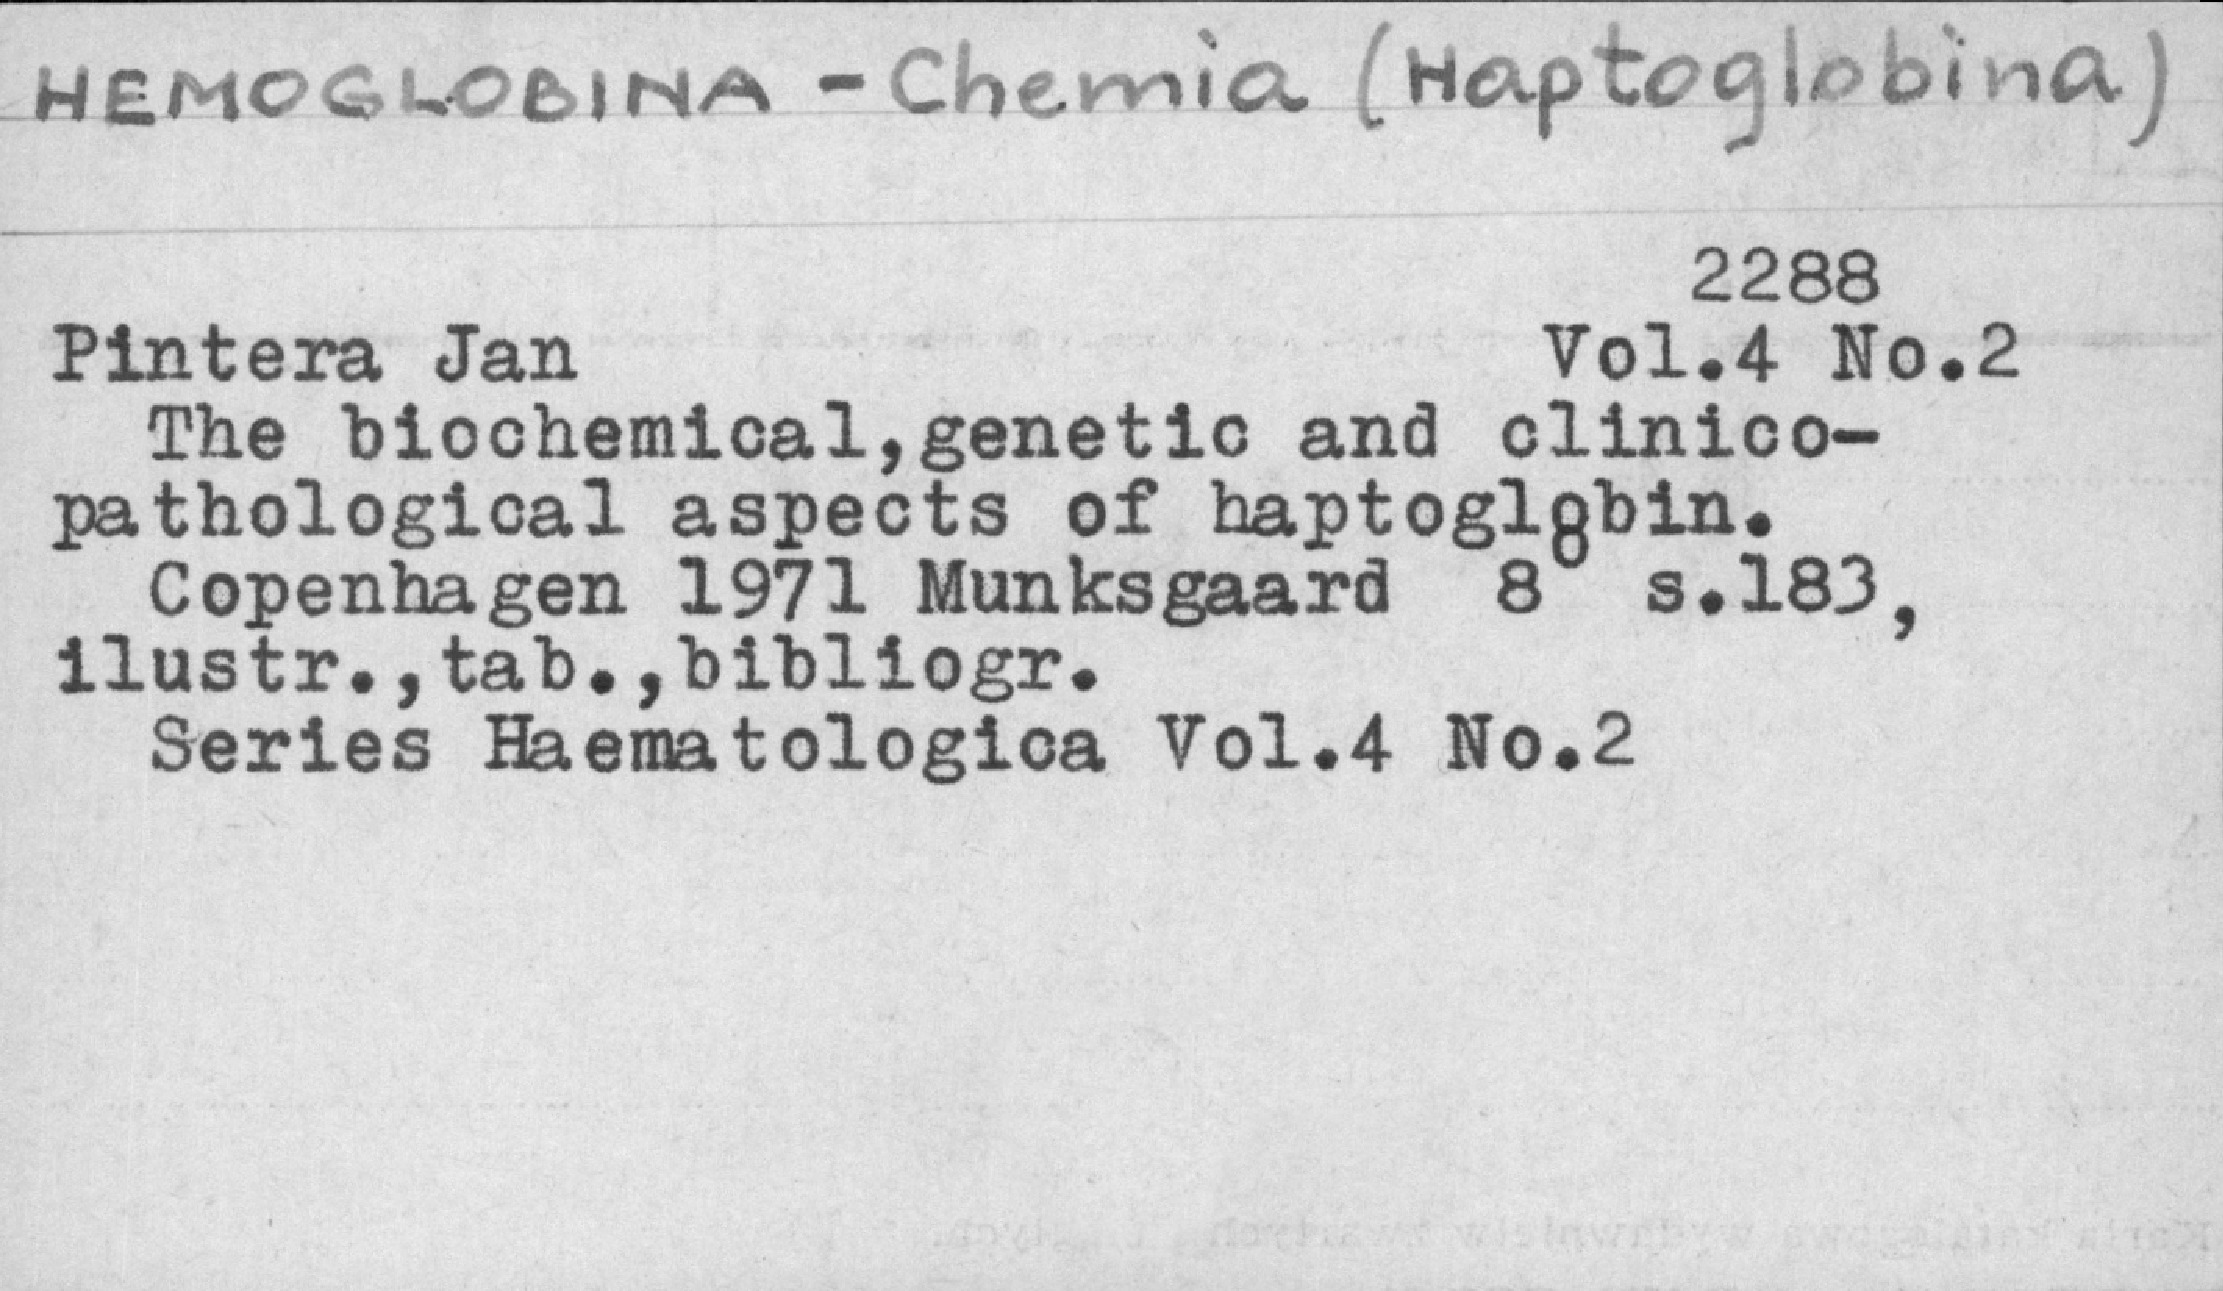 HEMOGLOBINA - Chemia (Haptoglobina)
2288
Pintera Jan Vol.4 No.2
The biochemical,genetic and clinico-
pathological aspects of haptoglobin.
Copenhagen 1971 Munksgaard 8° s.183,
ilustr.,tab.,bibliogr.
Series Haematologica Vol.4 No.2